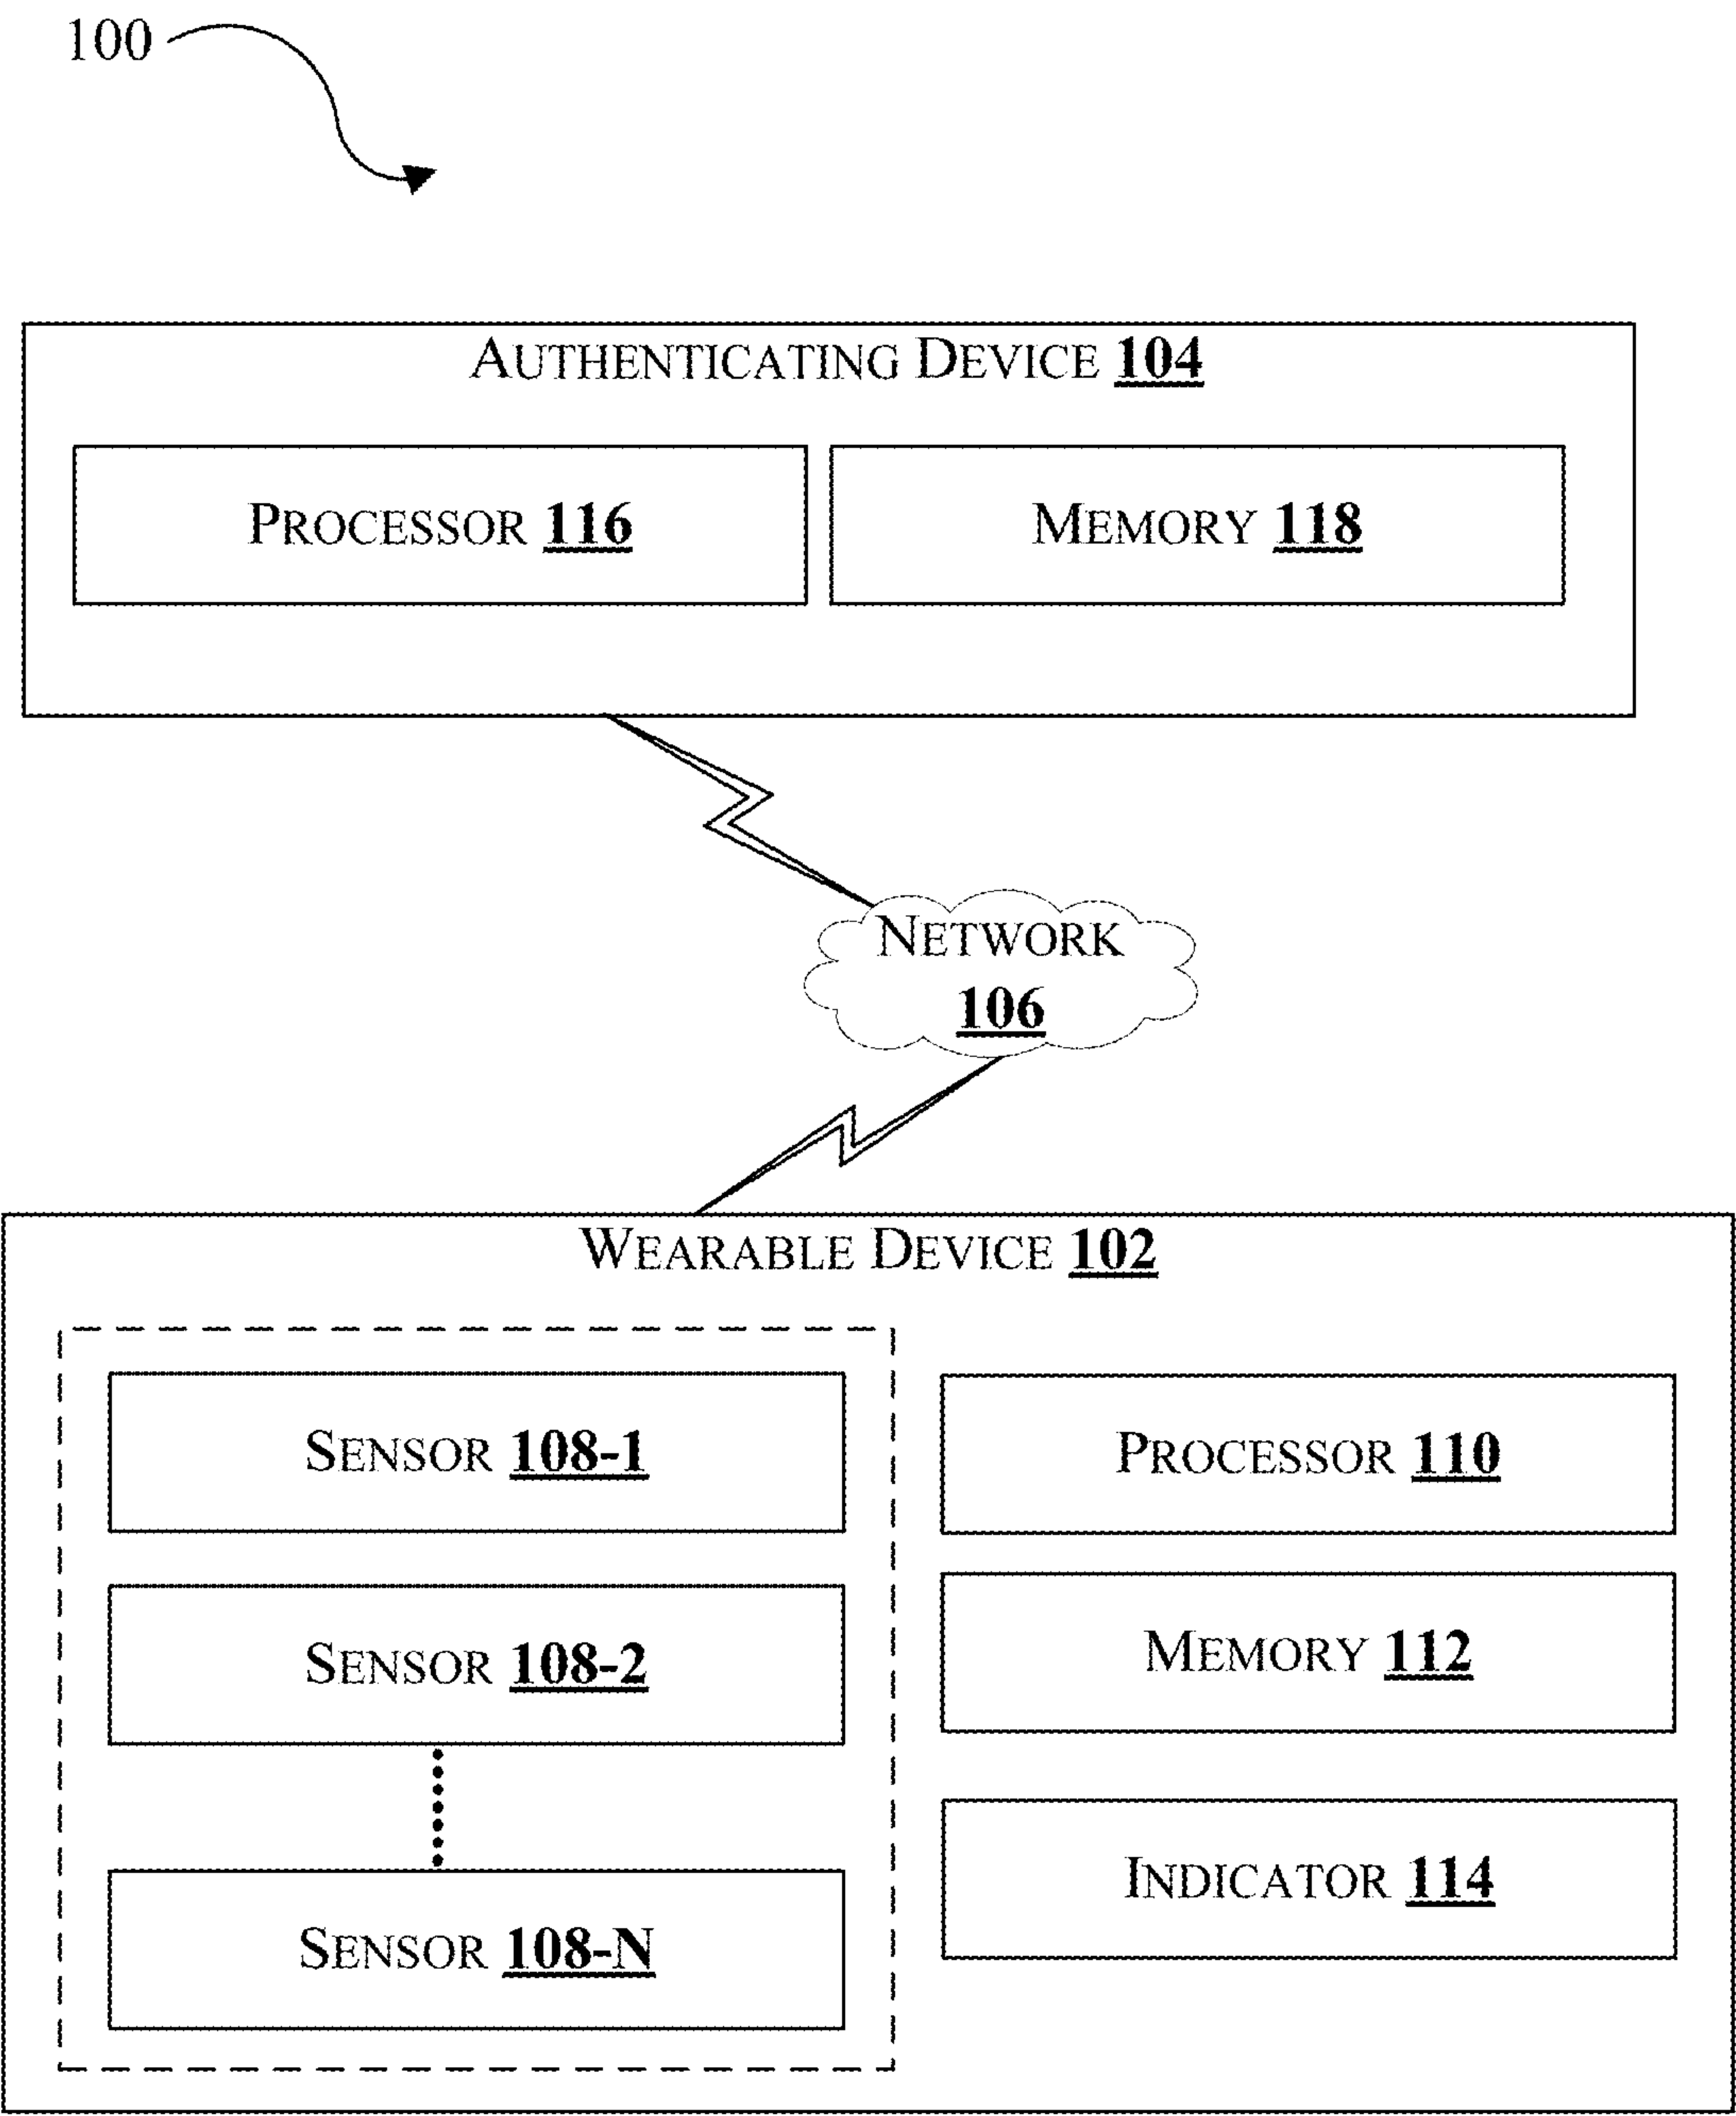 100
AUTHENTICATING DEVICE 104
PROCESSOR 116
MEMORY 118
NETWORK
106
WEARABLE DEVICE 102
SENSOR 108-1
SENSOR 108-2
SENSOR 108-N
PROCESSOR 110
MEMORY 112
INDICATOR 114